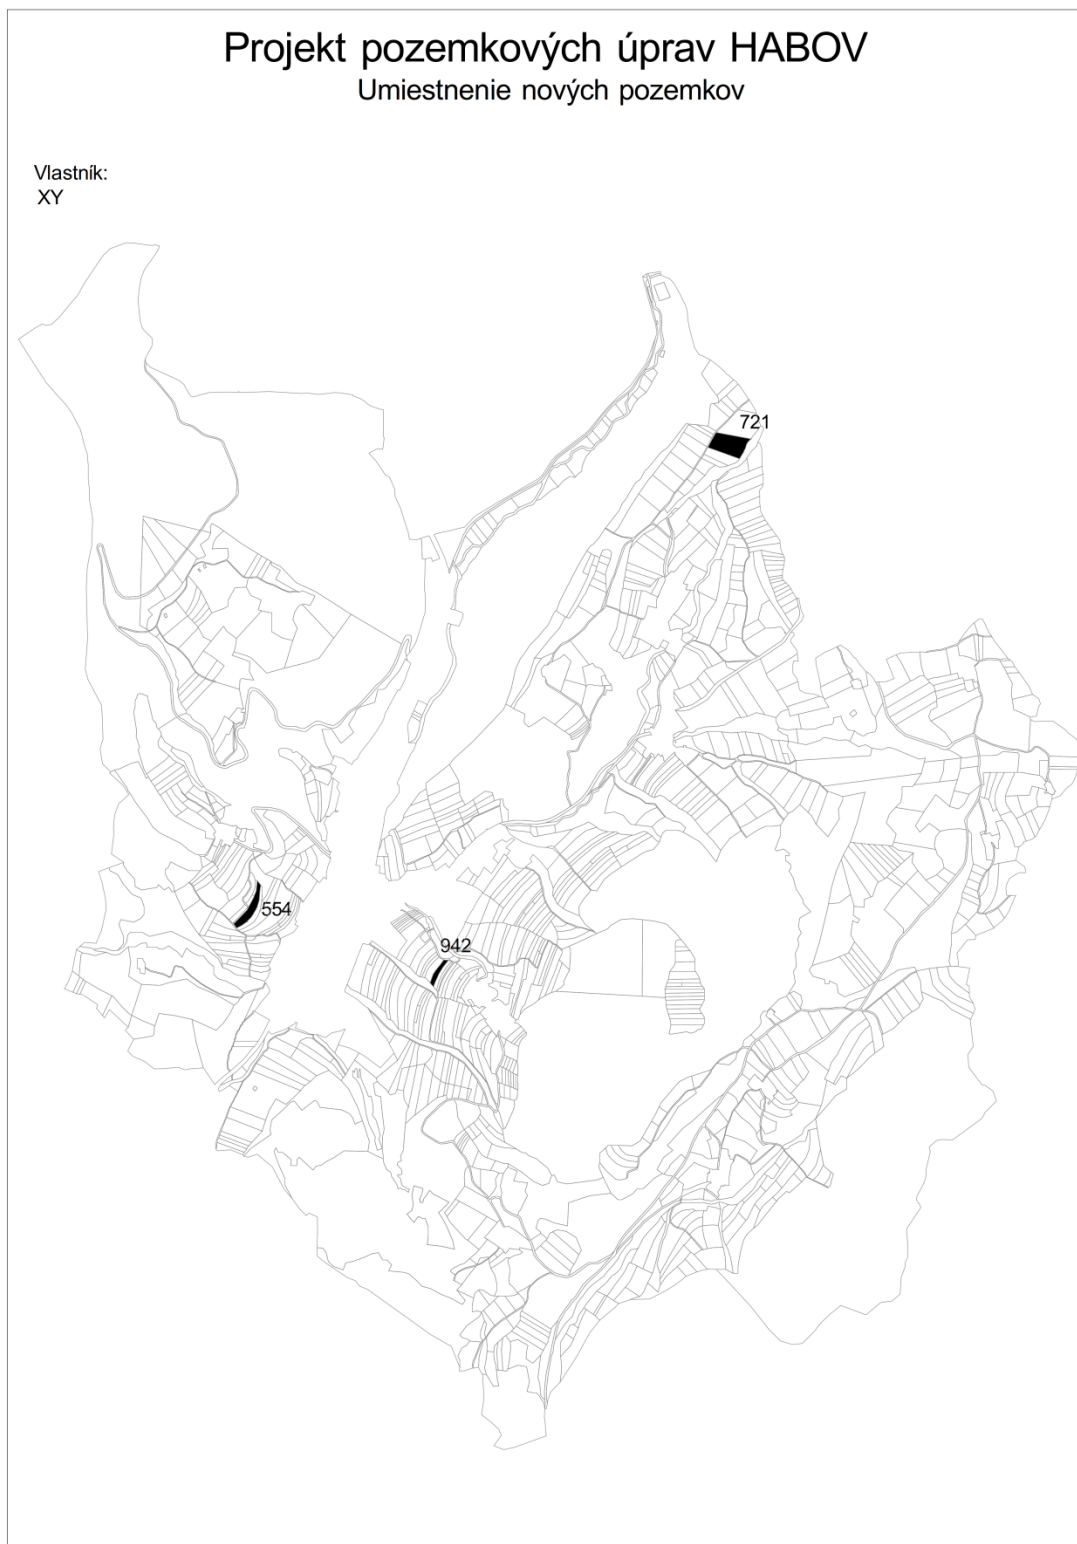 Projekt pozemkových úprav HABOV
Umiestnenie nových pozemkov
Vlastník:
XY
721
554
942